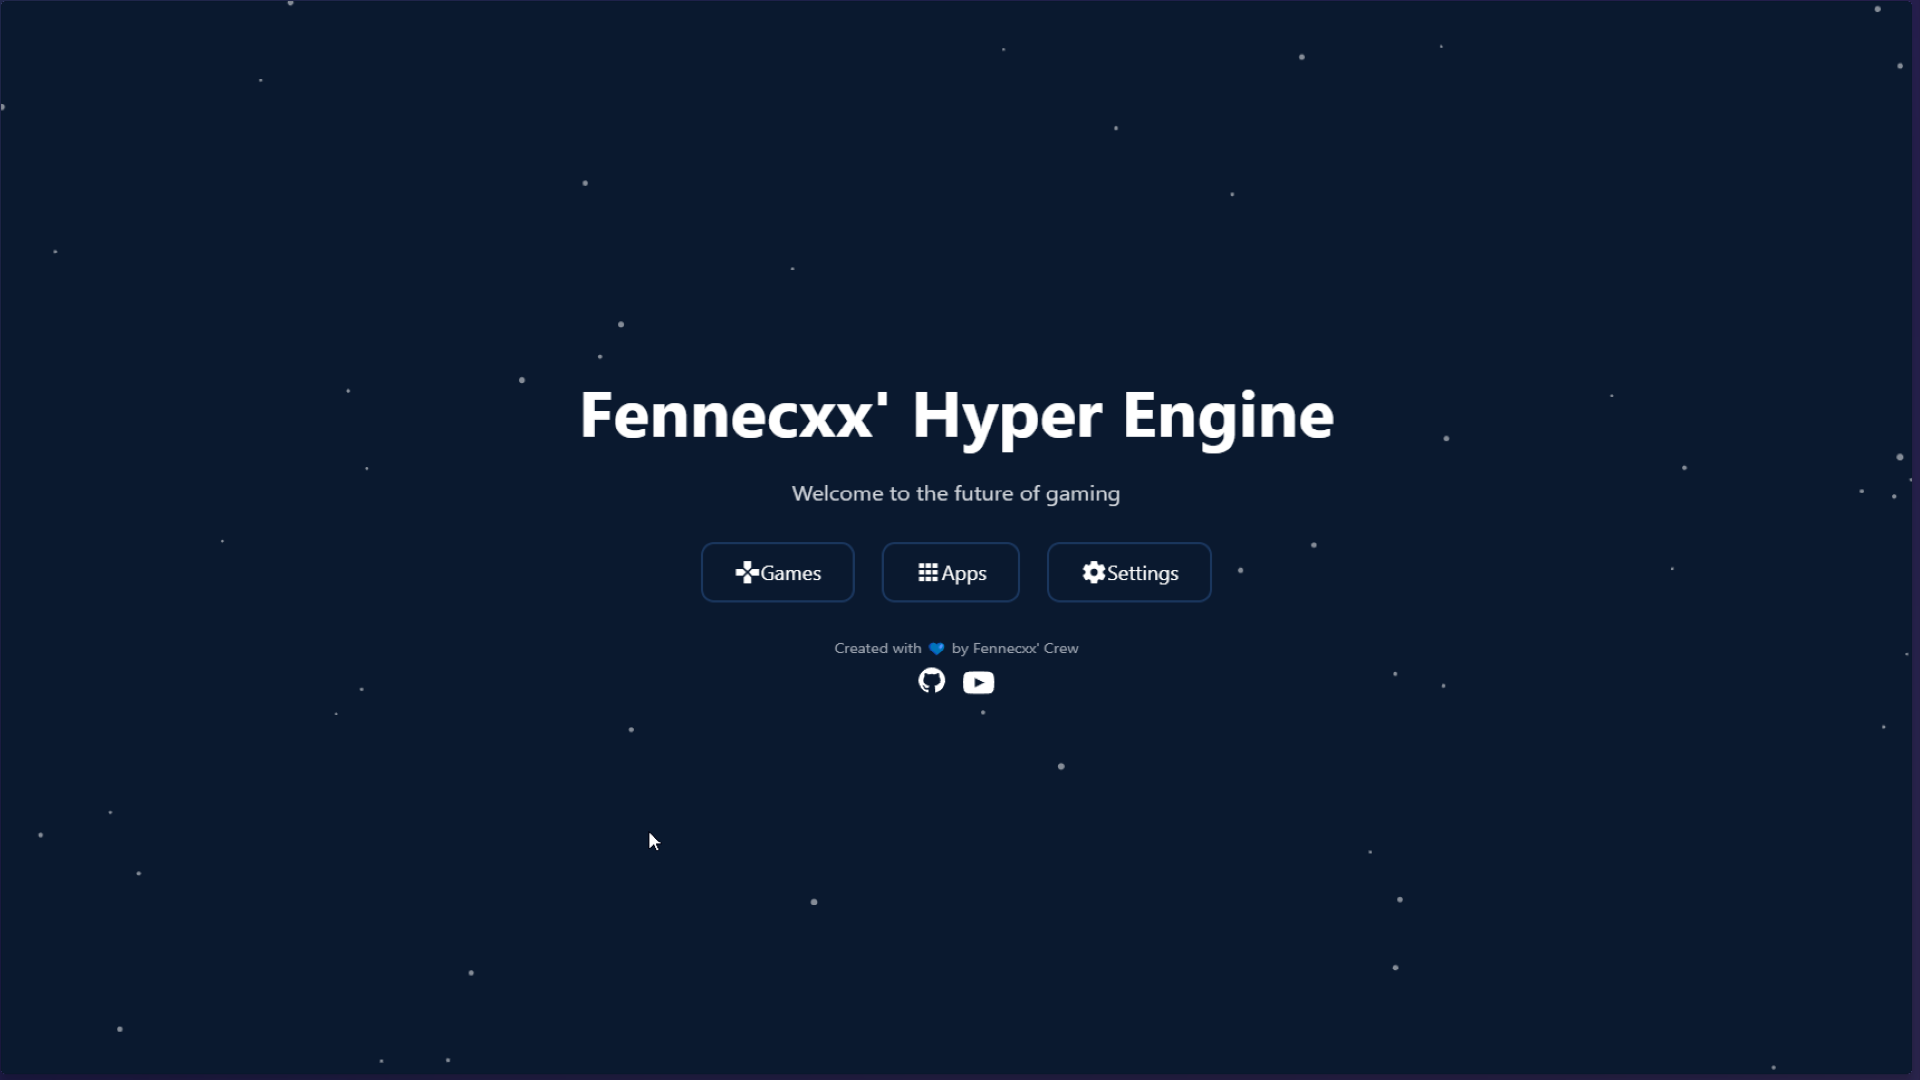 Fennecxx' Hyper Engine
Welcome to the future of gaming
Games Apps Settings
Created with 💙 by Fennecxx' Crew